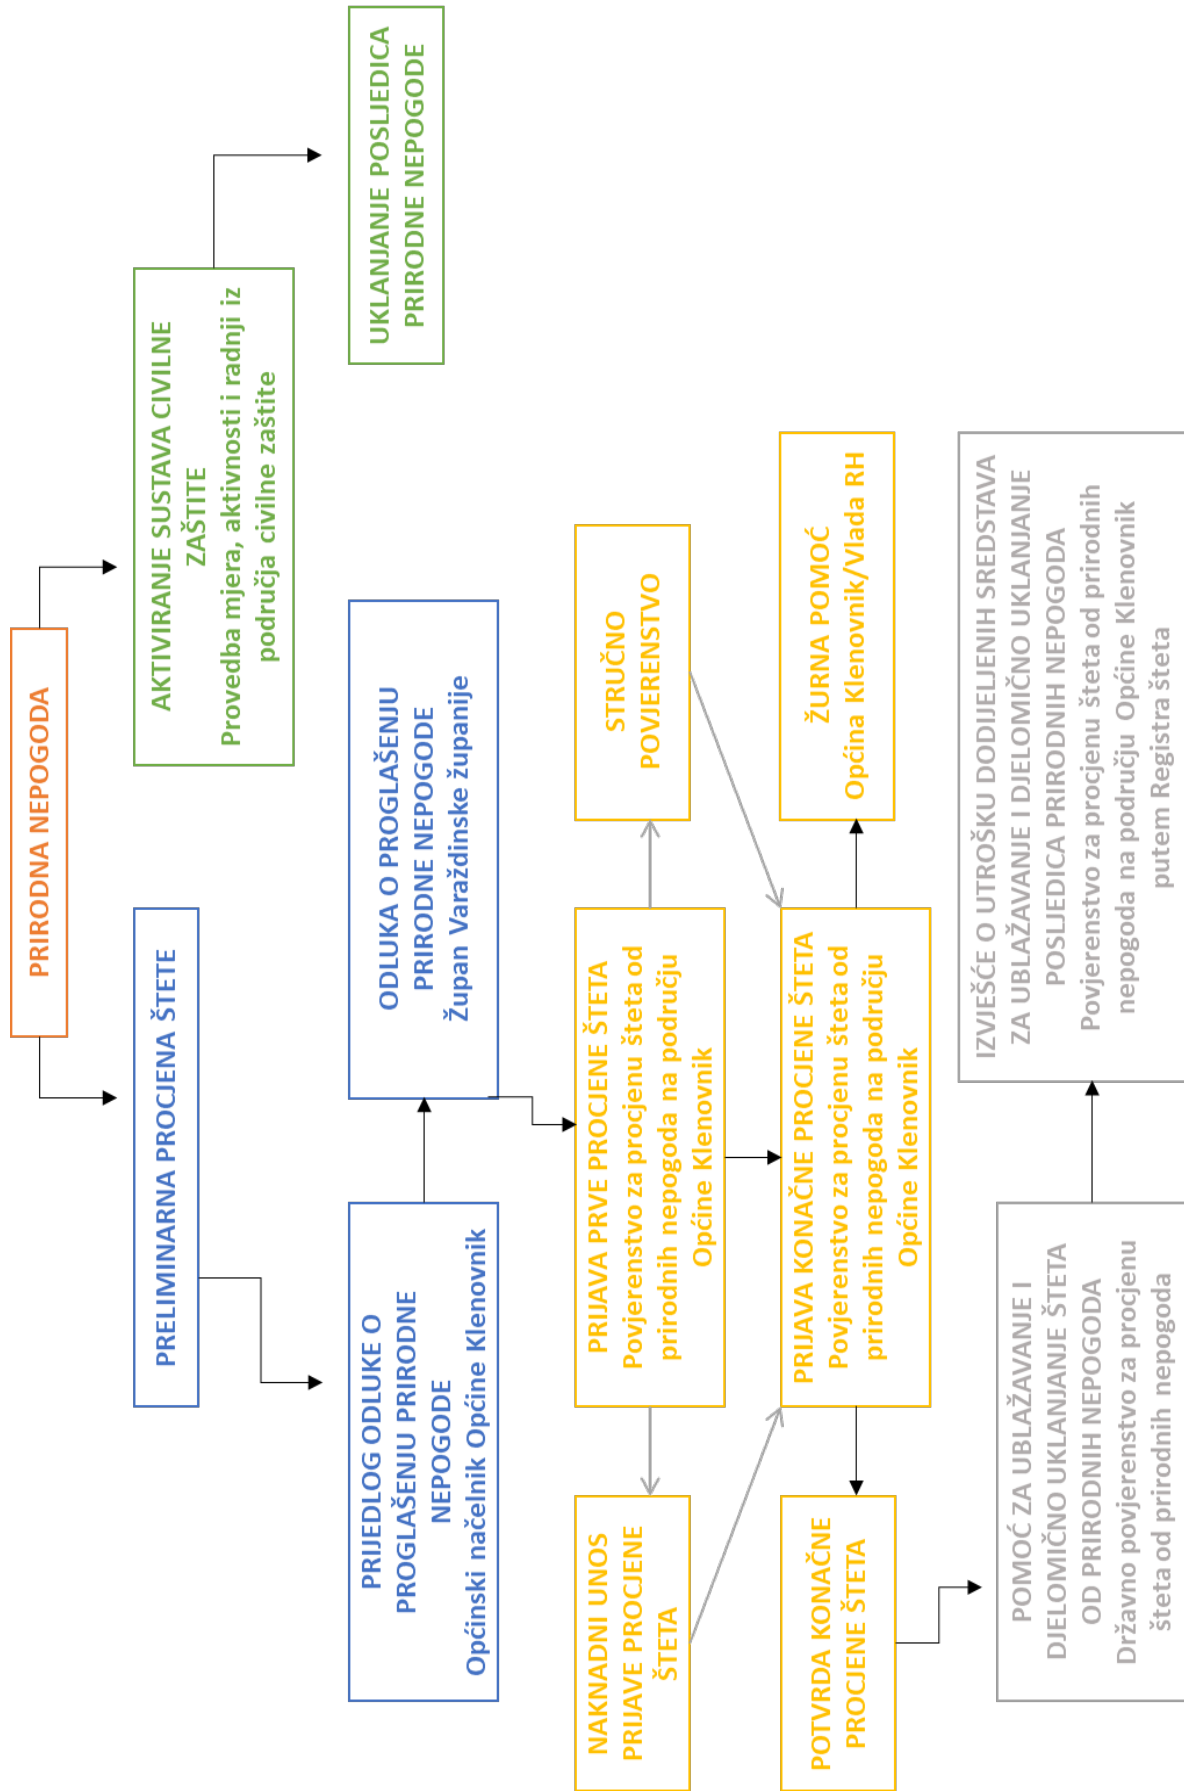 PRIRODNA NEPOGODA
PRELIMINARNA PROCJENA ŠTETE
AKTIVIRANJE SUSTAVA CIVILNE
ZAŠTITE
Provedba mjera, aktivnosti i radnji iz
područja civilne zaštite
PRIJEDLOG ODLUKE O
PROGLAŠENJU PRIRODNE
NEPOGODE
Općinski načelnik Općine Klenovnik
ODLUKA O PROGLAŠENJU
PRIRODNE NEPOGODE
Župan Varaždinske županije
UKLANJANJE POSLJEDICA
PRIRODNE NEPOGODE
NAKNADNI UNOS
PRIJAVE PROCJENE
ŠTETA
PRIJAVA PRVE PROCJENE ŠTETA
Povjerenstvo za procjenu šteta od
prirodnih nepogoda na području
Općine Klenovnik
STRUČNO
POVJERENSTVO
POTVRDA KONAČNE
PROCJENE ŠTETA
PRIJAVA KONAČNE PROCJENE ŠTETA
Povjerenstvo za procjenu šteta od
prirodnih nepogoda na području
Općine Klenovnik
ŽURNA POMOĆ
Općina Klenovnik/Vlada RH
POMOĆ ZA UBLAŽAVANJE I
DJELOMIČNO UKLANJANJE ŠTETA
OD PRIRODNIH NEPOGODA
Državno povjerenstvo za procjenu
šteta od prirodnih nepogoda
IZVJEŠĆE O UTROŠKU DODIJELJENIH SREDSTAVA
ZA UBLAŽAVANJE I DJELOMIČNO UKLANJANJE
POSLJEDICA PRIRODNIH NEPOGODA
Povjerenstvo za procjenu šteta od prirodnih
nepogoda na području Općine Klenovnik
putem Registra šteta